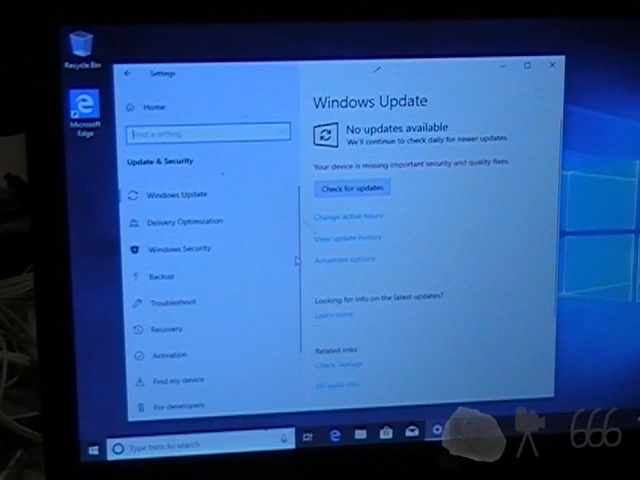 Recycle Bin
Microsoft
Edge
Settings
Home
Find a setting
Update & Security
Windows Update
Delivery Optimization
Windows Security
Backup
Troubleshoot
Recovery
Activation
Find my device
For developers
Windows Update
No updates available
We'll continue to check daily for newer updates.
Your device is missing important security and quality fixes.
Check for updates
Change active hours
View update history
Advanced options
Looking for info on the latest updates?
Learn more
Related links
Check Storage
OS build info
Type here to search
666